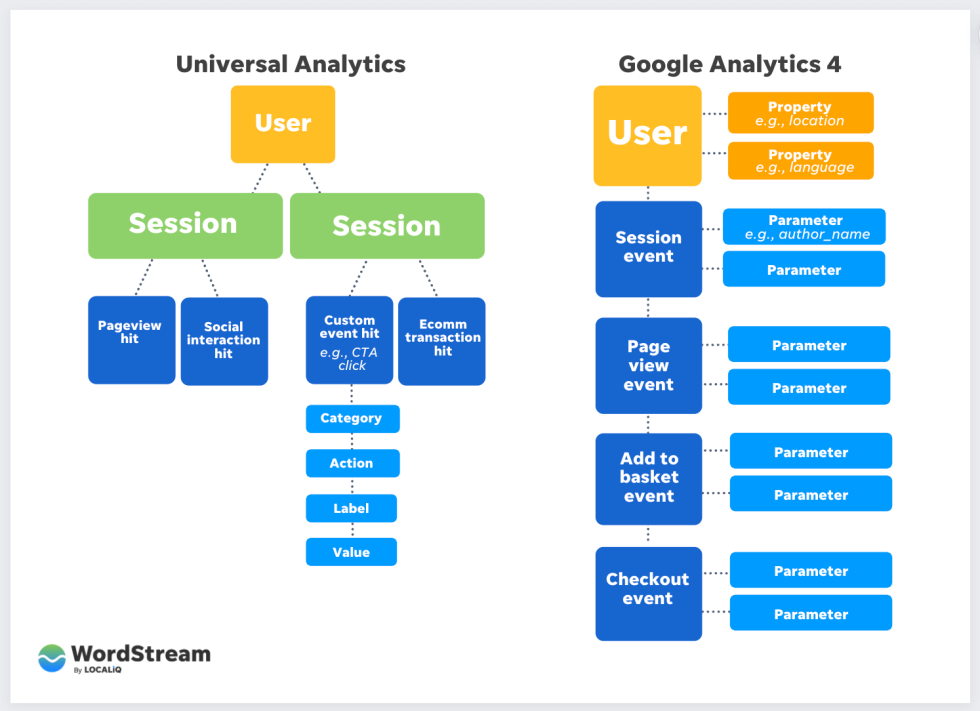 Universal Analytics
User
Session
Session
Pageview
hit
Social
interaction
hit
Custom
event hit
e.g., CTA
click
Ecomm
transaction
hit
Category
Action
Label
Value
Google Analytics 4
User
Property
e.g., location
Property
e.g., language
Session
event
Parameter
e.g., author_name
Parameter
Page
view
event
Parameter
Parameter
Add to
basket
event
Parameter
Parameter
Checkout
event
Parameter
Parameter
WordStream
By LOCALiQ